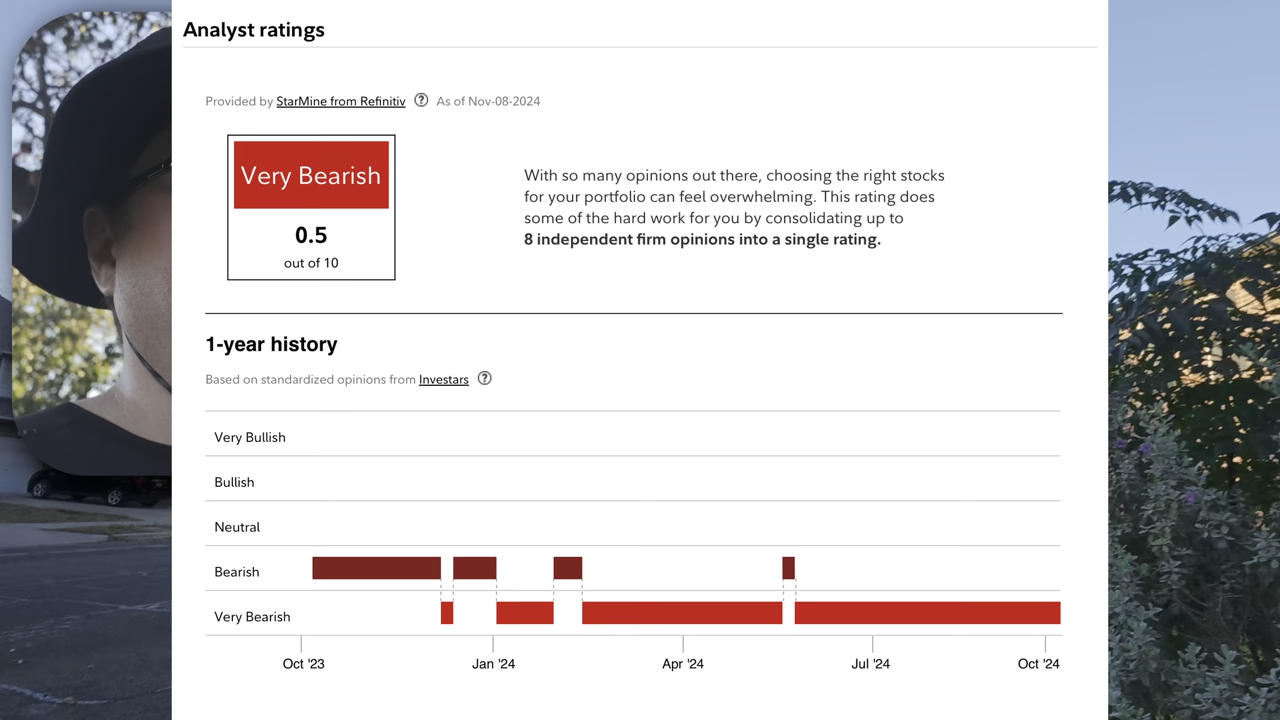 Analyst ratings
Provided by StarMine from Refinitiv ? As of Nov-08-2024
Very Bearish
0.5
out of 10
With so many opinions out there, choosing the right stocks
for your portfolio can feel overwhelming. This rating does
some of the hard work for you by consolidating up to
8 independent firm opinions into a single rating.
1-year history
Based on standardized opinions from Investars ?
Very Bullish
Bullish
Neutral
Bearish
Very Bearish
Oct '23 Jan '24 Apr '24 Jul '24 Oct '24